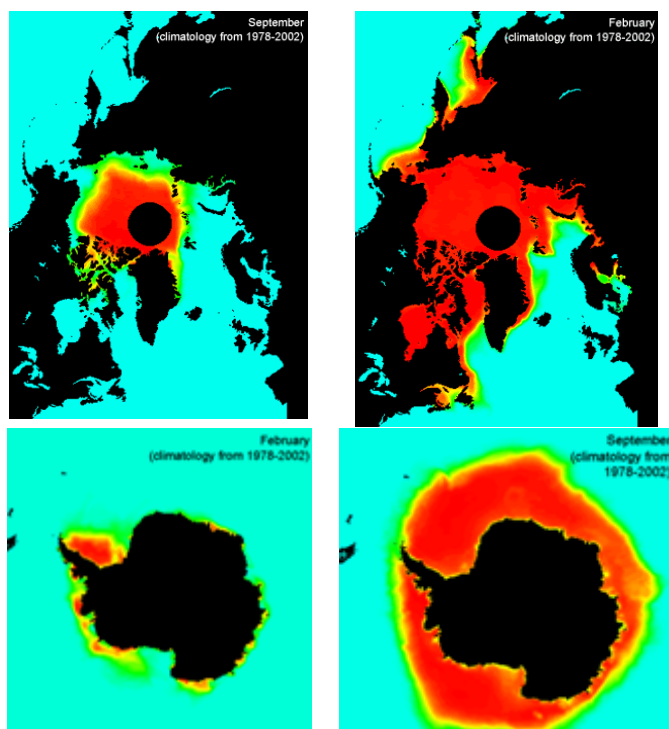 September
(climatology from 1978-2002)
February
(climatology from 1978-2002)
February
(climatology from 1978-2002)
September
(climatology from
1978-2002)